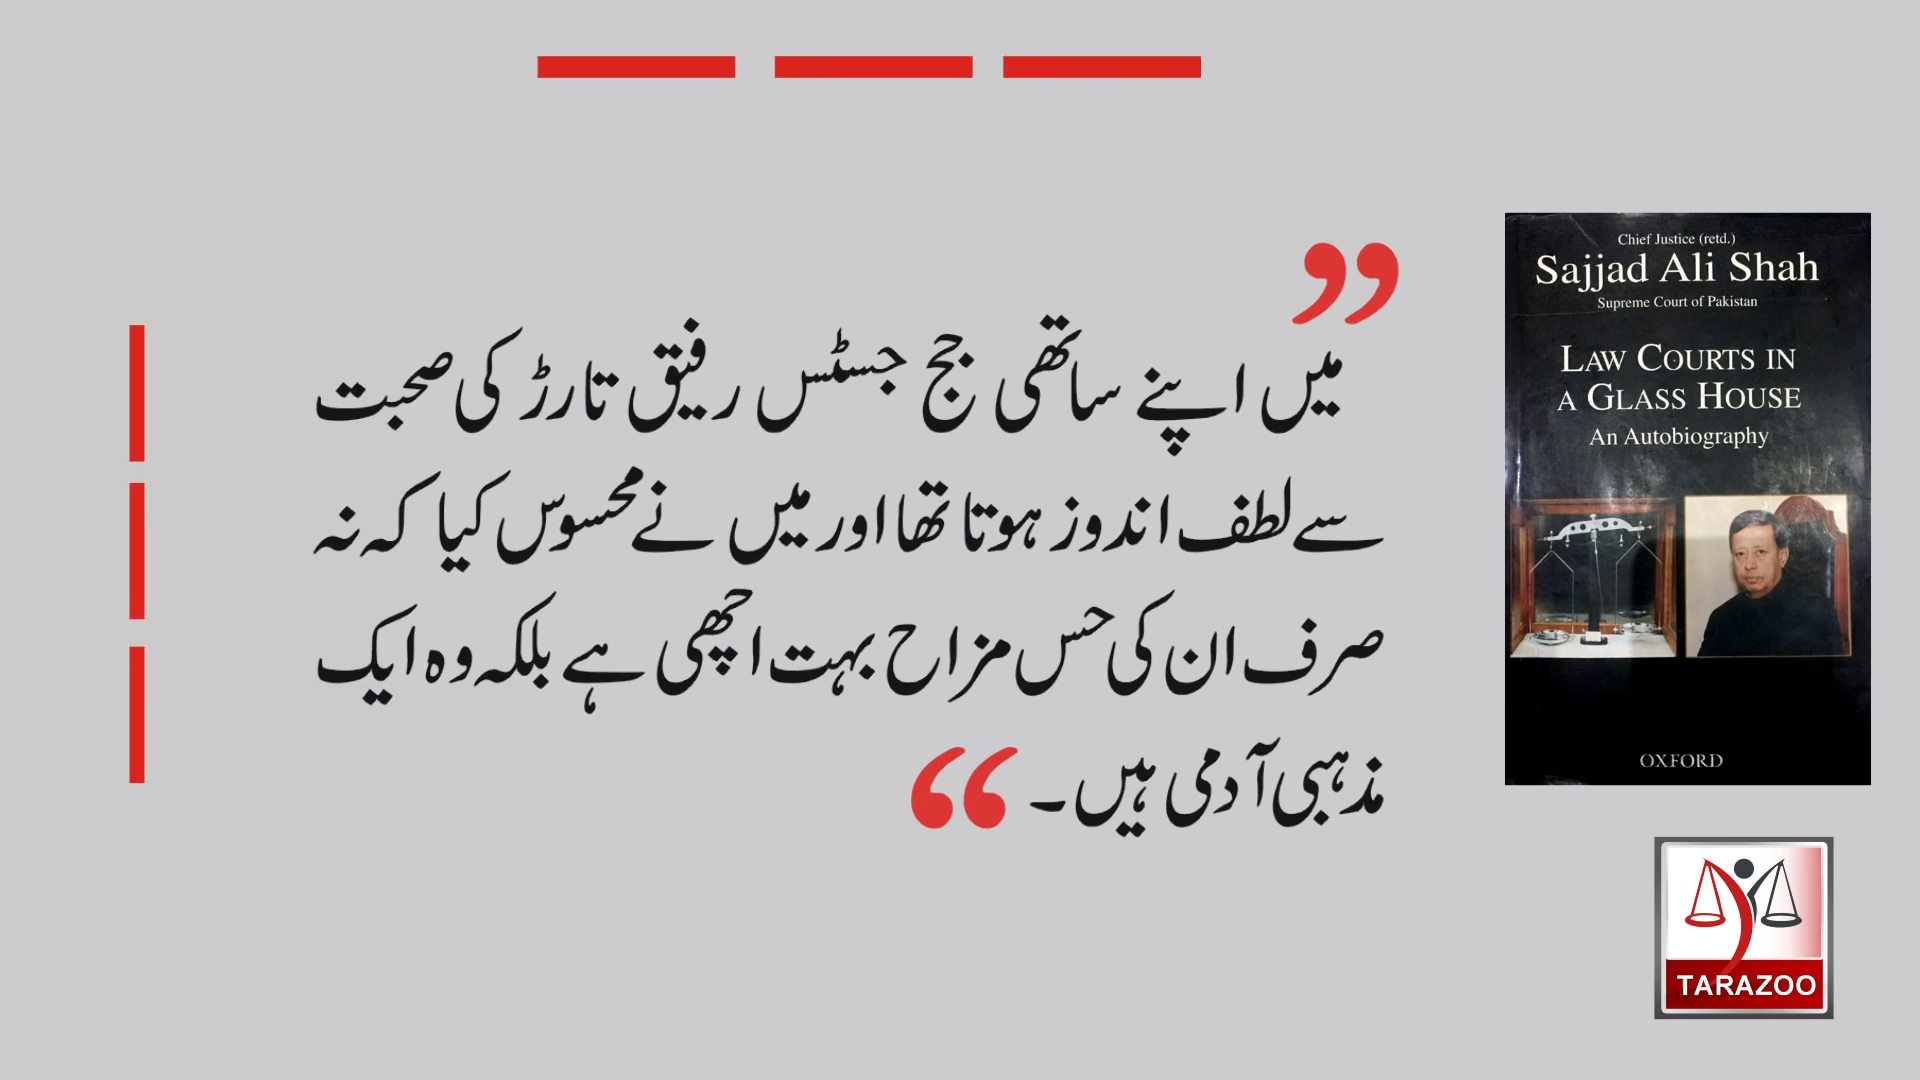 ”
میں اپنے ساتھی جج جسٹس رفیق تارڑ کی صحبت
سے لطف اندوز ہوتا تھا اور میں نے محسوس کیا کہ نہ
صرف ان کی حس مزاح بہت اچھی ہے بلکہ وہ ایک
مذہبی آدمی ہیں۔ “
Chief Justice (retd.)
Sajjad Ali Shah
Supreme Court of Pakistan
LAW COURTS IN
A GLASS HOUSE
An Autobiography
OXFORD
TARAZOO